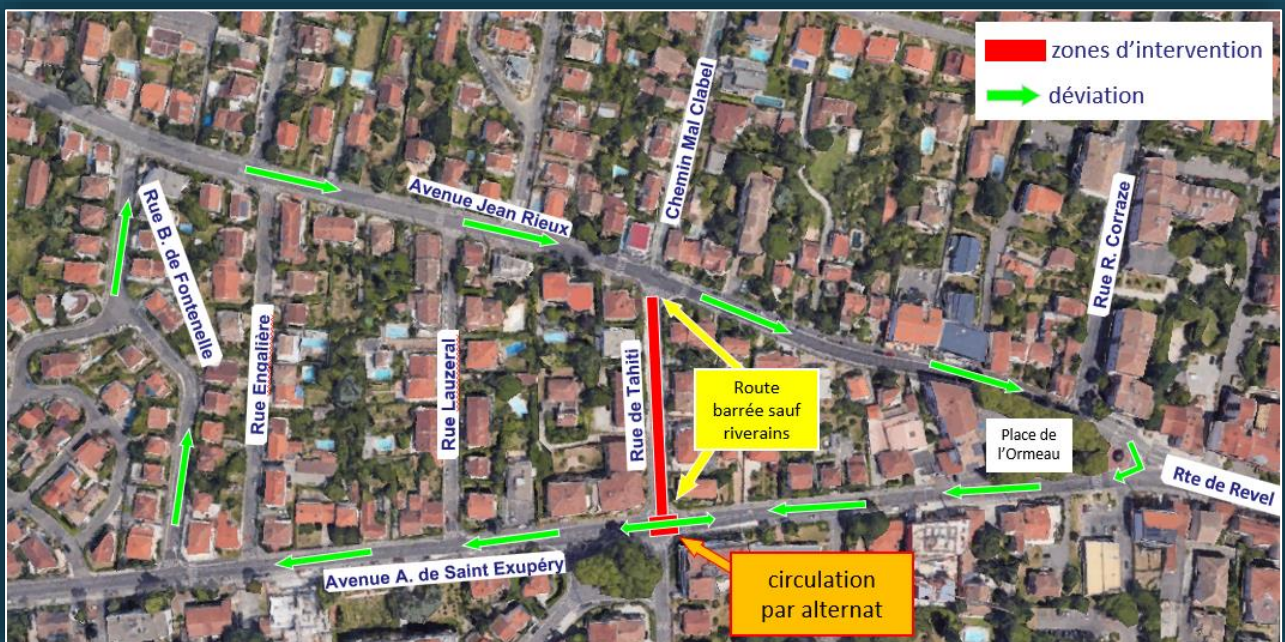 zones d'intervention
déviation
Chemin Mal Clabel
Avenue Jean Rieux
Rue B. de Fontenelle
Rue Engalière
Rue Lauzeral
Rue de Tahiti
Rue R. Corraze
Route
barrée sauf
riverains
Place de
l'Ormeau
Rte de Revel
Avenue A. de Saint Exupéry
circulation
par alternat